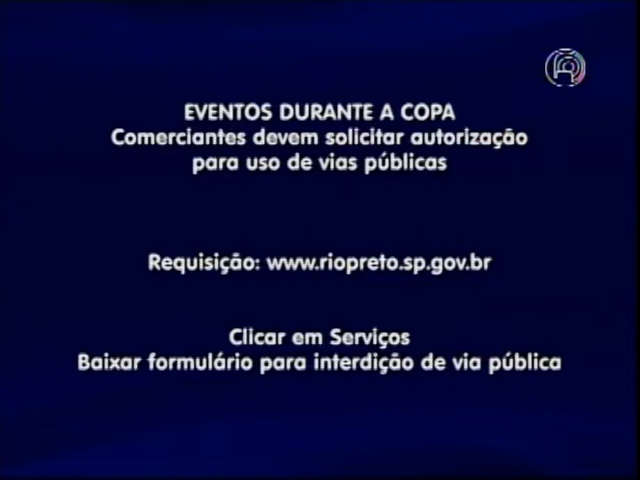 EVENTOS DURANTE A COPA
Comerciantes devem solicitar autorização
para uso de vias públicas
Requisição: www.riopreto.sp.gov.br
Clicar em Serviços
Baixar formulário para interdição de via pública